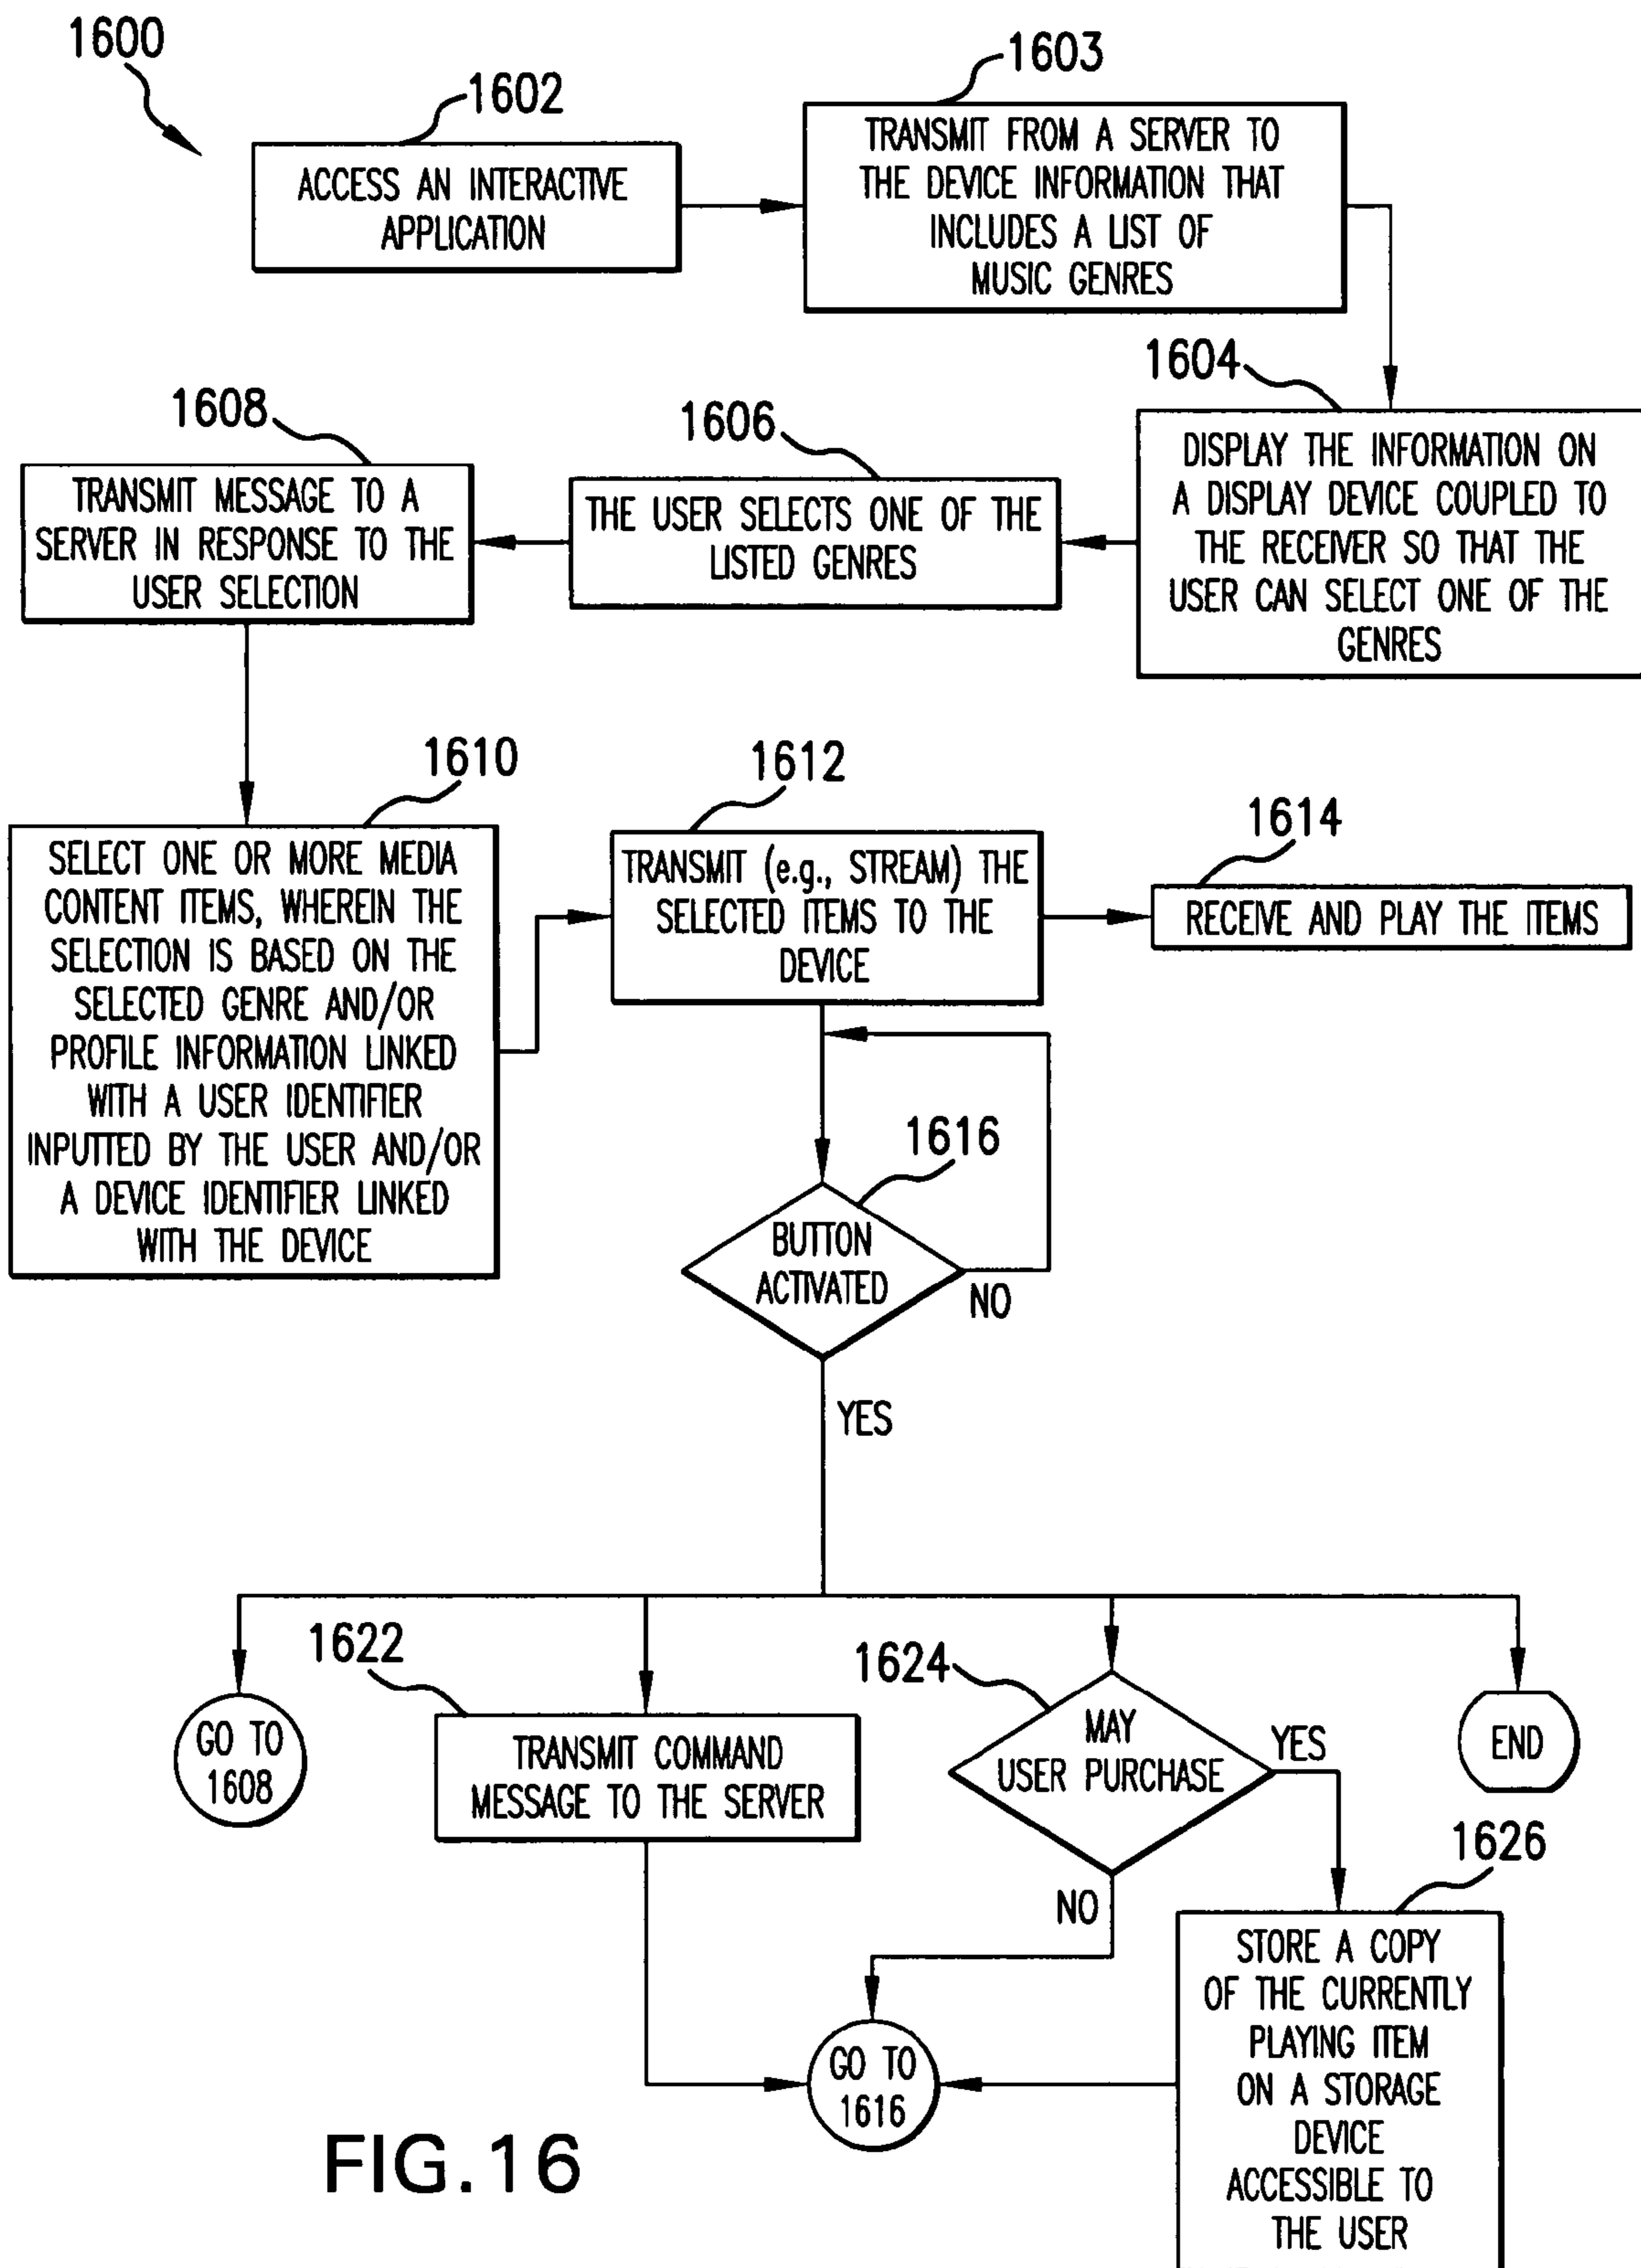 1600
1602
ACCESS AN INTERACTIVE
APPLICATION
1603
TRANSMIT FROM A SERVER TO
THE DEVICE INFORMATION THAT
INCLUDES A LIST OF
MUSIC GENRES
1604
DISPLAY THE INFORMATION ON
A DISPLAY DEVICE COUPLED TO
THE RECEIVER SO THAT THE
USER CAN SELECT ONE OF THE
GENRES
1606
THE USER SELECTS ONE OF THE
LISTED GENRES
1608
TRANSMIT MESSAGE TO A
SERVER IN RESPONSE TO THE
USER SELECTION
1610
SELECT ONE OR MORE MEDIA
CONTENT ITEMS, WHEREIN THE
SELECTION IS BASED ON THE
SELECTED GENRE AND/OR
PROFILE INFORMATION LINKED
WITH A USER IDENTIFIER
INPUTTED BY THE USER AND/OR
A DEVICE IDENTIFIER LINKED
WITH THE DEVICE
1612
TRANSMIT (e.g., STREAM) THE
SELECTED ITEMS TO THE
DEVICE
1614
RECEIVE AND PLAY THE ITEMS
1616
BUTTON
ACTIVATED
NO
YES
GO TO
1608
1622
TRANSMIT COMMAND
MESSAGE TO THE SERVER
1624
MAY
USER PURCHASE
YES
NO
END
1626
STORE A COPY
OF THE CURRENTLY
PLAYING ITEM
ON A STORAGE
DEVICE
ACCESSIBLE TO
THE USER
GO TO
1616
FIG.16